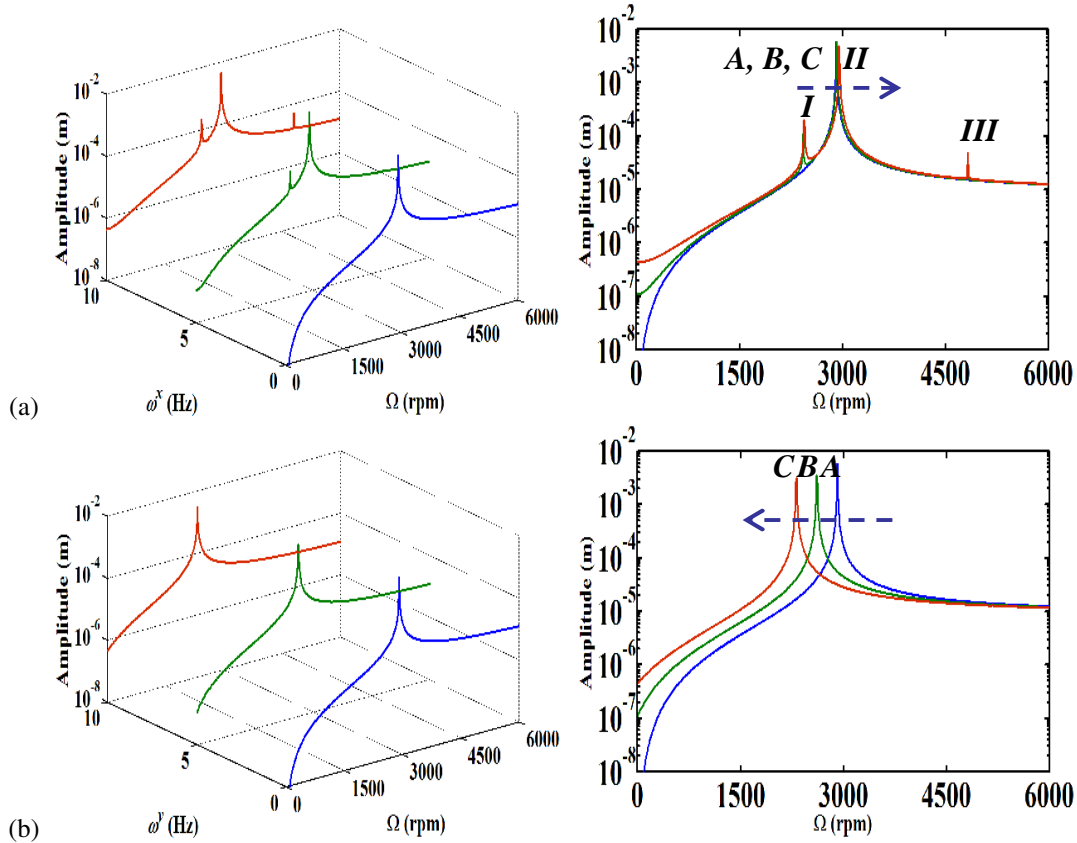 10^-2
10^-4
10^-6
10^-8
Amplitude (m)
10
5
0
0
1500
3000
4500
6000
ω^x (Hz)
Ω (rpm)
(a)
10^-2
10^-3
10^-4
10^-5
10^-6
10^-7
10^-8
Amplitude (m)
A, B, C
II
I
III
0
1500
3000
4500
6000
Ω (rpm)
10^-2
10^-4
10^-6
10^-8
Amplitude (m)
10
5
0
0
1500
3000
4500
6000
ω^y (Hz)
Ω (rpm)
(b)
10^-2
10^-3
10^-4
10^-5
10^-6
10^-7
10^-8
Amplitude (m)
C B A
0
1500
3000
4500
6000
Ω (rpm)